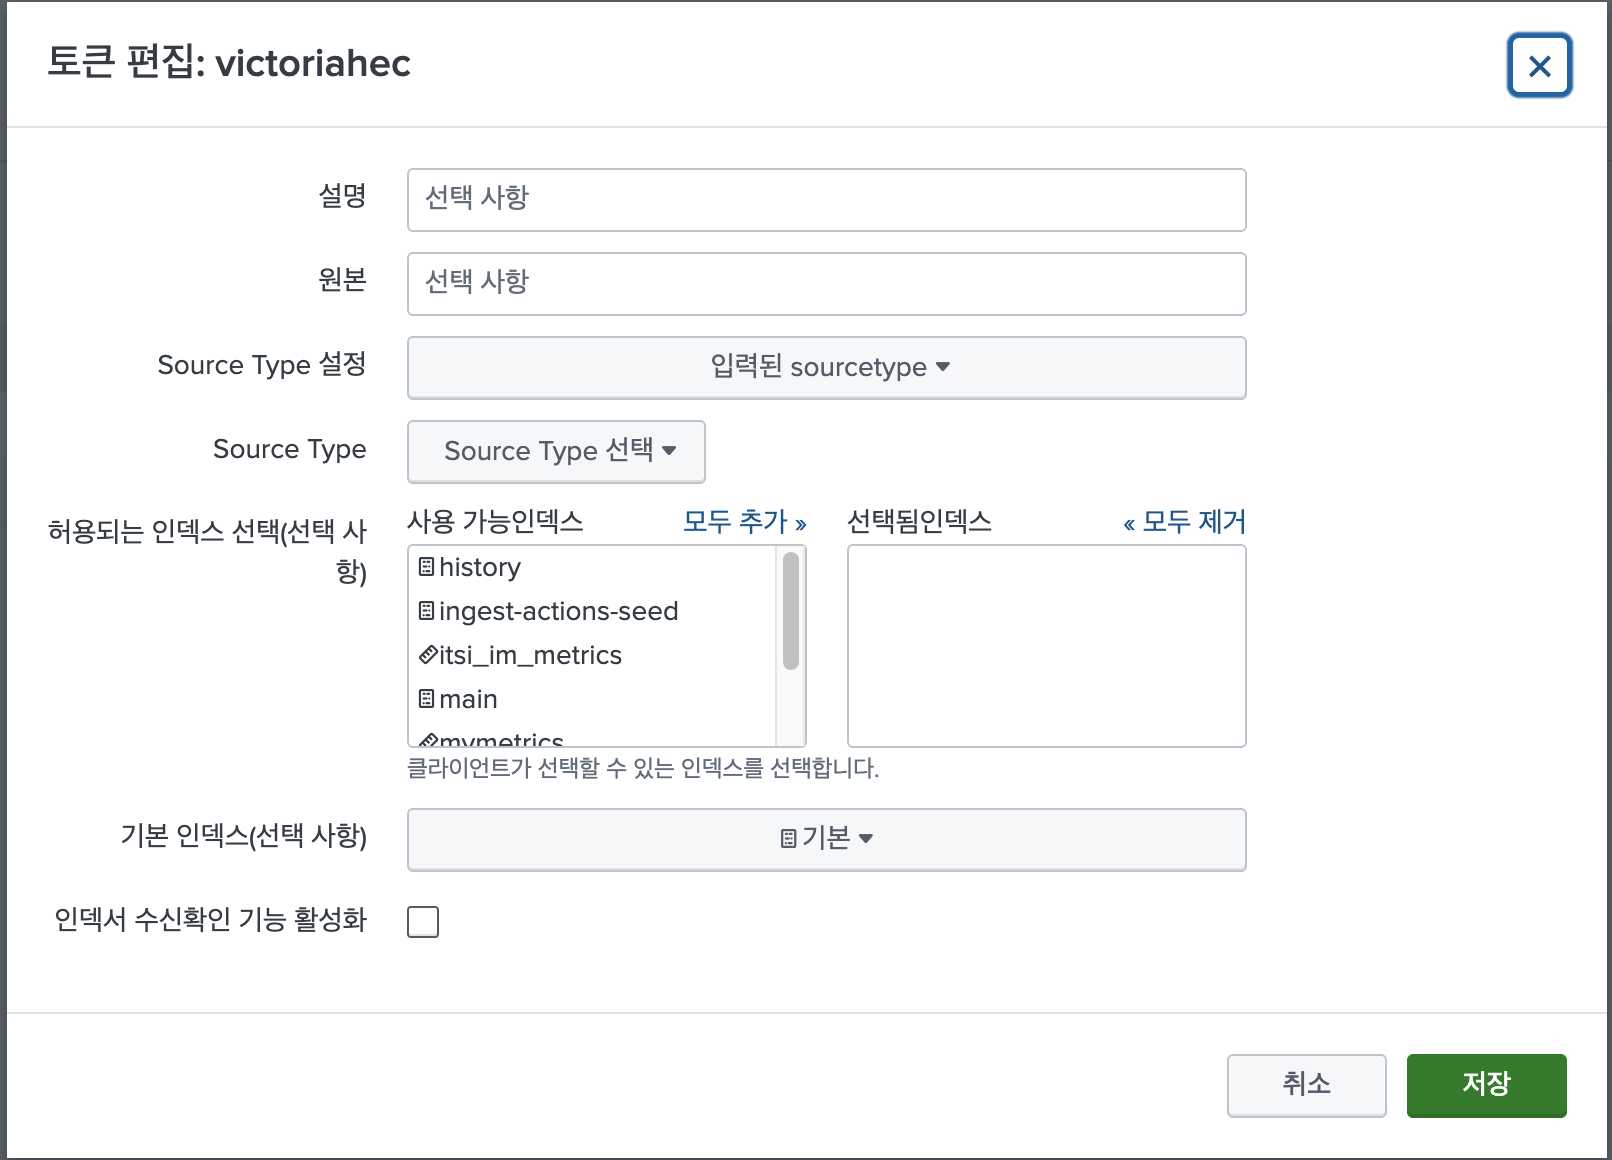 토큰 편집: victoriahec
설명
선택 사항
원본
선택 사항
Source Type 설정
입력된 sourcetype
Source Type
Source Type 선택
허용되는 인덱스 선택(선택 사
항)
사용 가능인덱스
모두 추가 »
선택됨인덱스
« 모두 제거
history
ingest-actions-seed
itsi_im_metrics
main
mymetrics
클라이언트가 선택할 수 있는 인덱스를 선택합니다.
기본 인덱스(선택 사항)
기본
인덱서 수신확인 기능 활성화
취소
저장